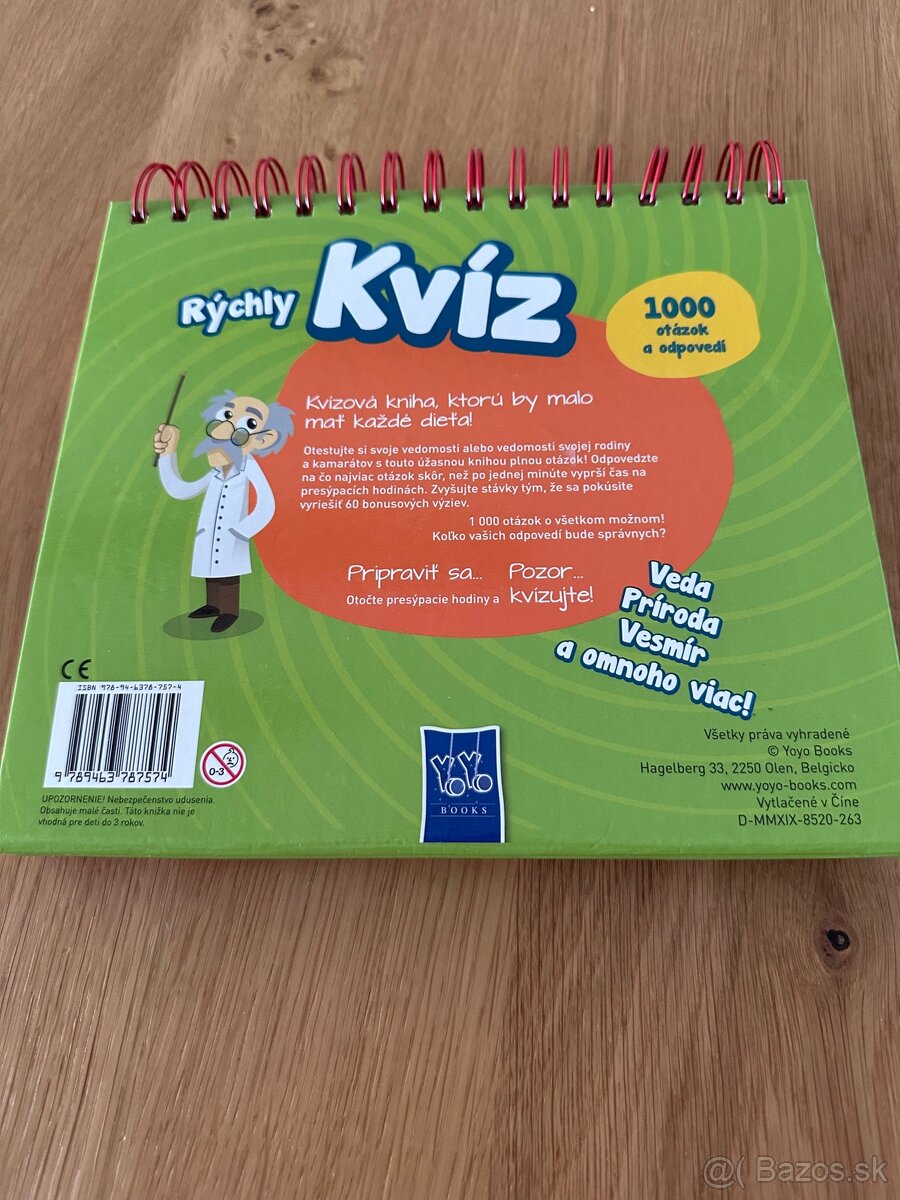 Rýchly Kvíz
1000
otázok
a odpovedí
Kvízová kniha, ktorú by malo
mať každé dieťa!
Otestujte si svoje vedomosti alebo vedomosti svojej rodiny
a kamarátov s touto úžasnou knihou plnou otázok! Odpovedzte
na čo najviac otázok skôr, než po jednej minúte vyprší čas na
presýpacích hodinách. Zvyšujte stávky tým, že sa pokúsite
vyriešiť 60 bonusových výziev.
1 000 otázok o všetkom možnom!
Koľko vašich odpovedí bude správnych?
Pripraviť sa... Pozor...
Otočte presýpacie hodiny a kvízujte!
Veda
Príroda
Vesmír
a omnoho viac!
CE
ISBN 978-94-6378-757-4
9 789463 787574
0-3
UPOZORNENIE! Nebezpečenstvo udusenia.
Obsahuje malé časti. Táto knižka nie je
vhodná pre deti do 3 rokov.
YOYO
BOOKS
Všetky práva vyhradené
© Yoyo Books
Hagelberg 33, 2250 Olen, Belgicko
www.yoyo-books.com
Vytlačené v Číne
D-MMXIX-8520-263
@( Bazos.sk